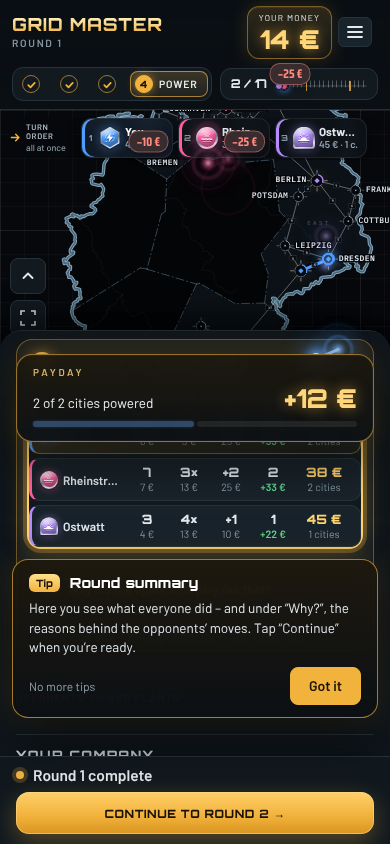 GRID MASTER
ROUND 1
YOUR MONEY
14 €
4 POWER
2 / 17
-25 €
TURN ORDER
all at once
1
-10 €
2
-25 €
3 Ostw...
45 € · 1 c.
BREMEN
BERLIN
POTSDAM
FRANK
COTTBU
EAST
LEIPZIG
DRESDEN
PAYDAY
2 of 2 cities powered
+12 €
Rheinstr...
7 3x +2 2 38 €
7 € 13 € 25 € +33 € 2 cities
Ostwatt
3 4x +1 1 45 €
4 € 13 € 10 € +22 € 1 cities
Tip Round summary
Here you see what everyone did – and under “Why?”, the
reasons behind the opponents’ moves. Tap “Continue”
when you’re ready.
No more tips
Got it
YOUR COMPANY
Round 1 complete
CONTINUE TO ROUND 2 →